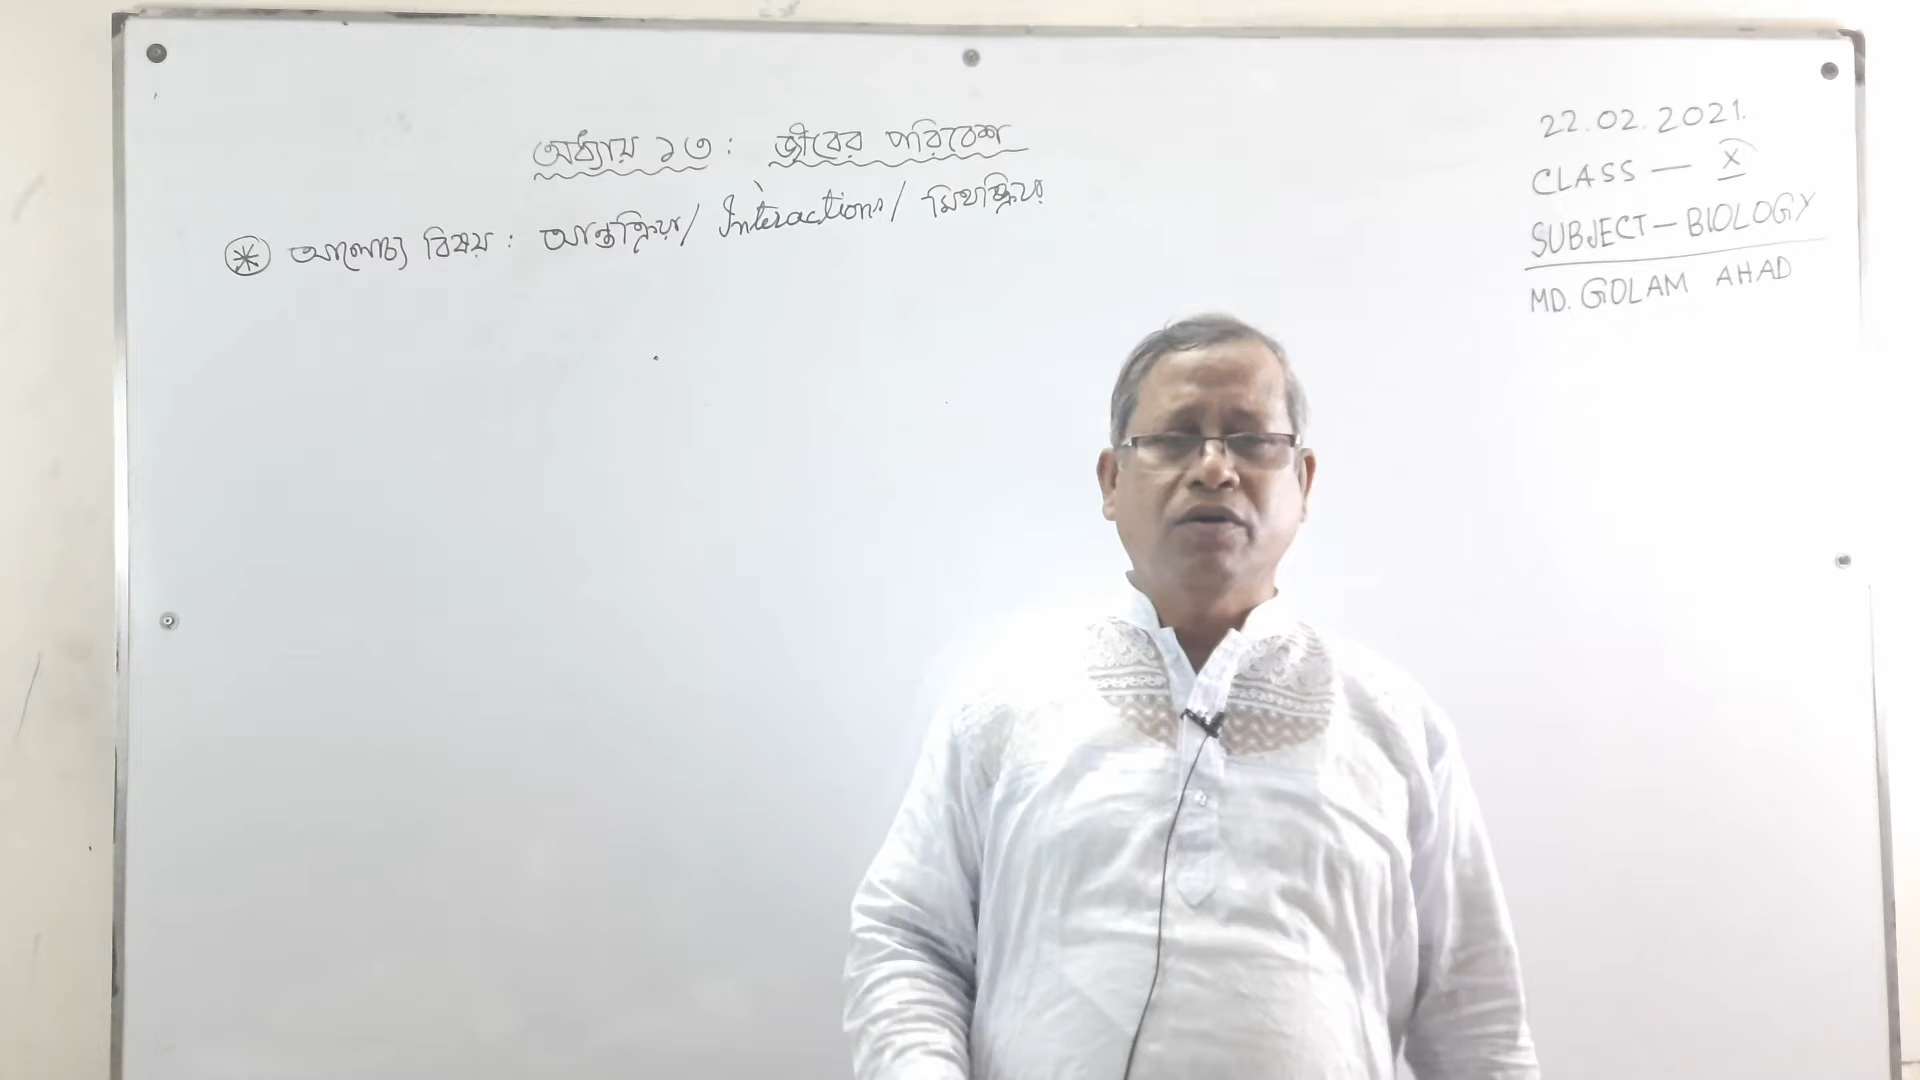 অধ্যায় ১৩ : জীবের পরিবেশ
আলোচ্য বিষয় : আন্তঃক্রিয়া / Interactions / মিথস্ক্রিয়া
22.02.2021.
CLASS — X
SUBJECT — BIOLOGY
MD. GOLAM AHAD